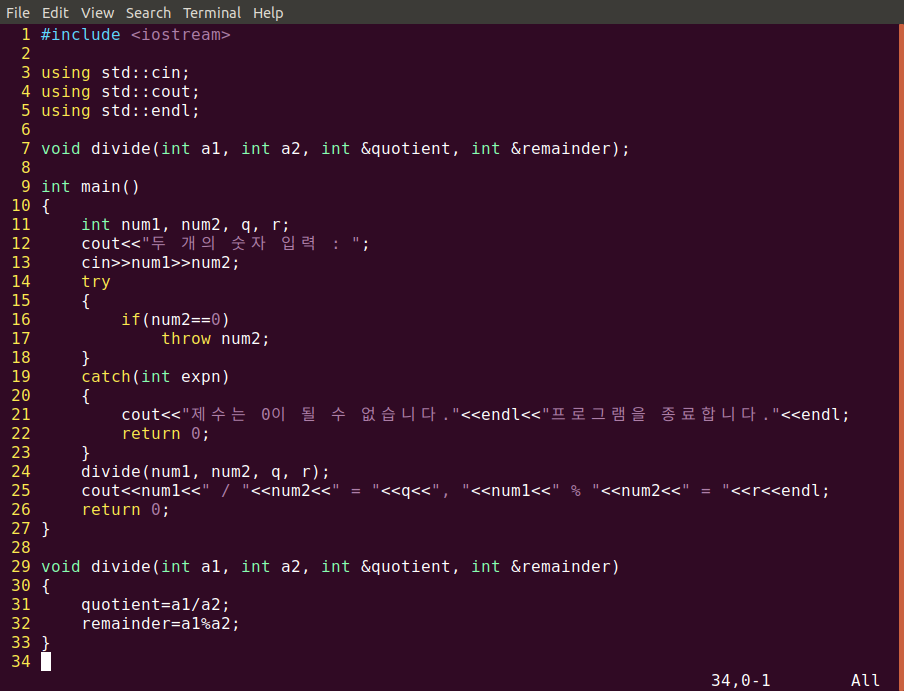 File Edit View Search Terminal Help
1 #include <iostream>
2
3 using std::cin;
4 using std::cout;
5 using std::endl;
6
7 void divide(int a1, int a2, int &quotient, int &remainder);
8
9 int main()
10 {
11     int num1, num2, q, r;
12     cout<<"두 개의 숫자 입력 : ";
13     cin>>num1>>num2;
14     try
15     {
16         if(num2==0)
17             throw num2;
18     }
19     catch(int expn)
20     {
21         cout<<"제수는 0이 될 수 없습니다."<<endl<<"프로그램을 종료합니다."<<endl;
22         return 0;
23     }
24     divide(num1, num2, q, r);
25     cout<<num1<<" / "<<num2<<" = "<<q<<", "<<num1<<" % "<<num2<<" = "<<r<<endl;
26     return 0;
27 }
28
29 void divide(int a1, int a2, int &quotient, int &remainder)
30 {
31     quotient=a1/a2;
32     remainder=a1%a2;
33 }
34
34,0-1 All